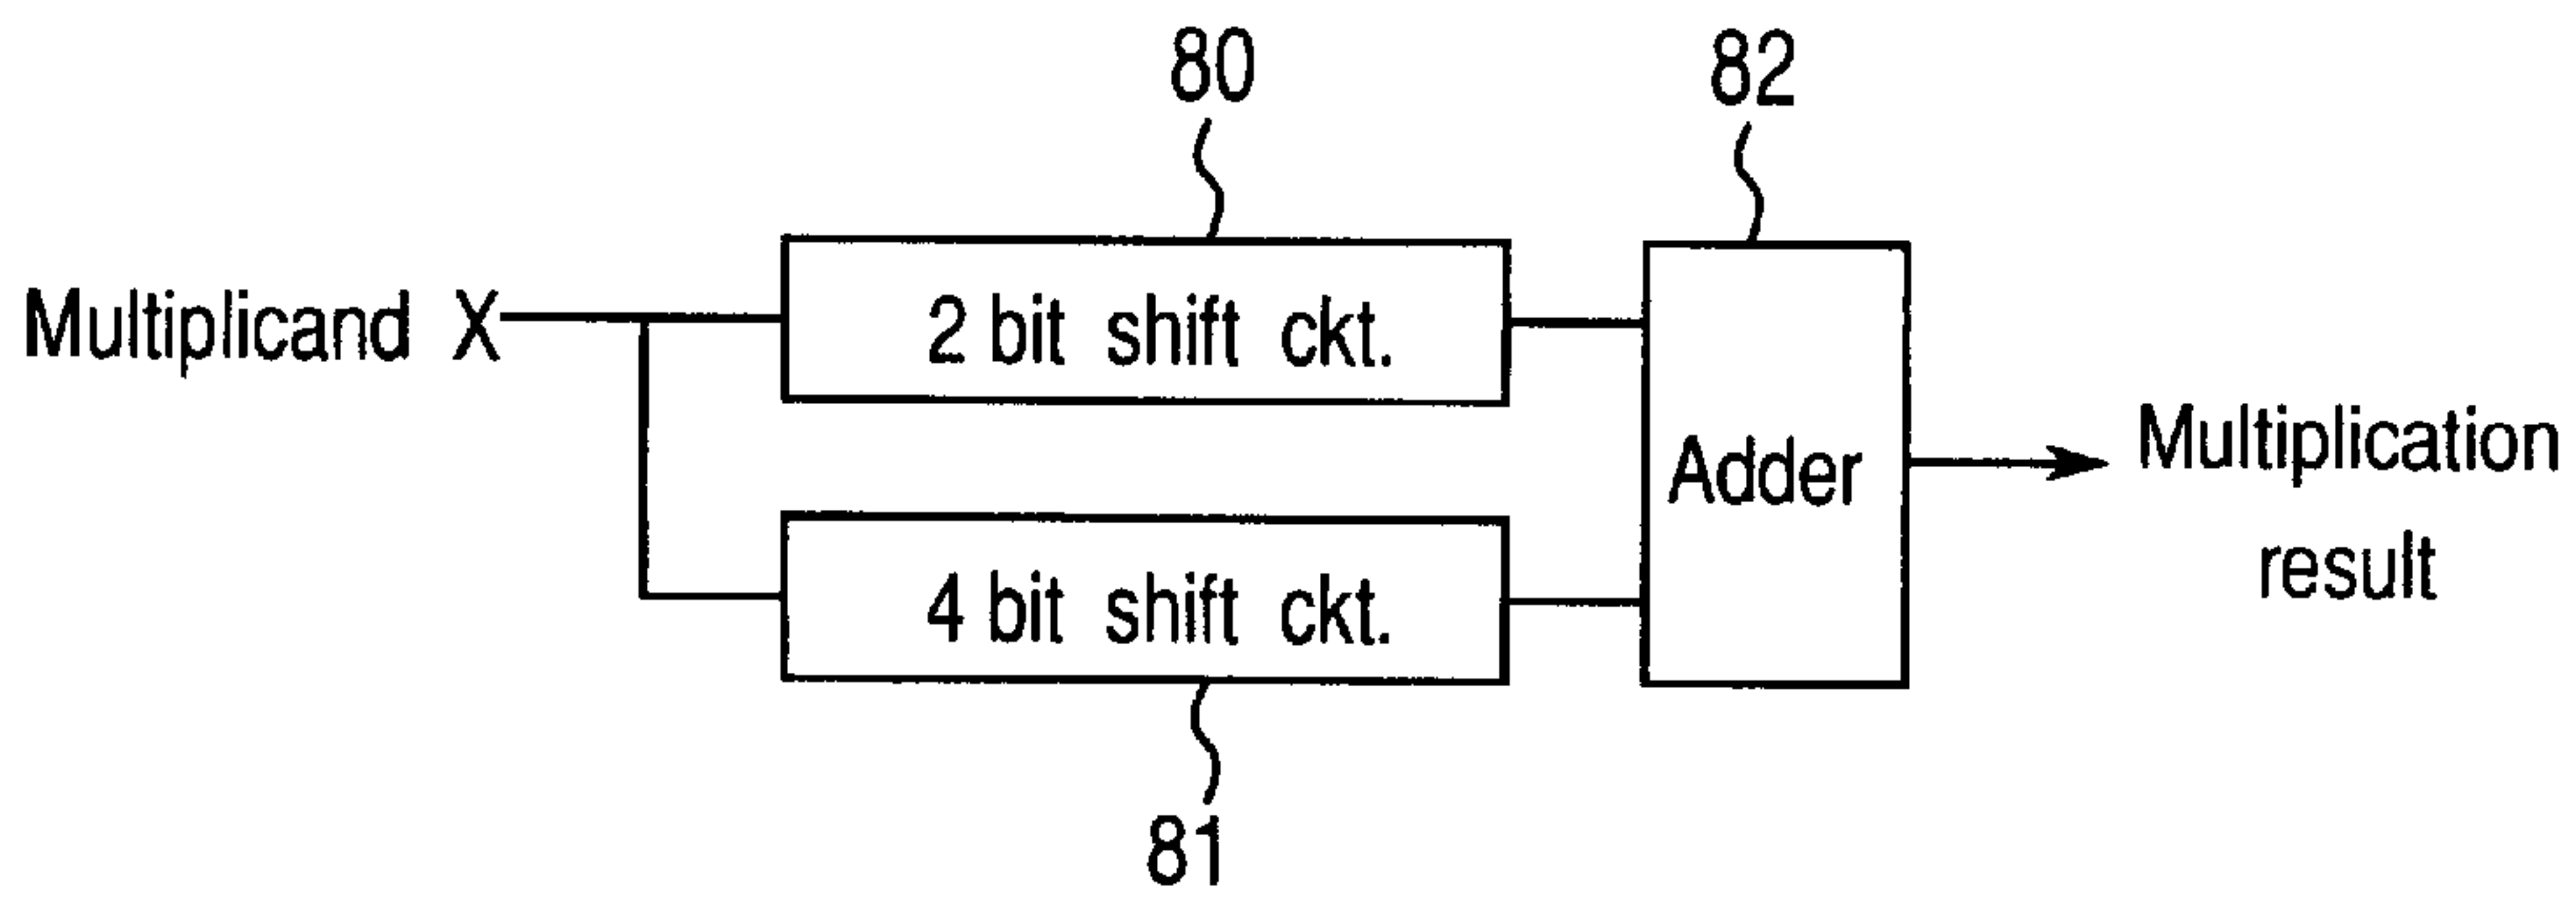 80
82
Multiplicand X
2 bit shift ckt.
Adder
Multiplication
result
4 bit shift ckt.
81